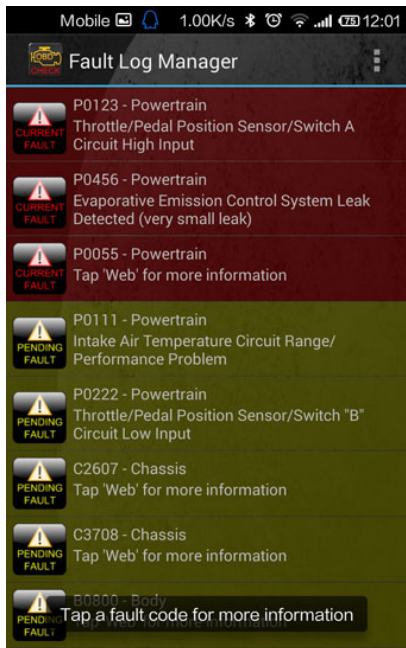 Mobile 1.00K/s 75 12:01
OBD
CHECK
Fault Log Manager
P0123 - Powertrain
CURRENT
FAULT
Throttle/Pedal Position Sensor/Switch A
Circuit High Input
P0456 - Powertrain
CURRENT
FAULT
Evaporative Emission Control System Leak
Detected (very small leak)
P0055 - Powertrain
CURRENT
FAULT
Tap 'Web' for more information
P0111 - Powertrain
PENDING
FAULT
Intake Air Temperature Circuit Range/
Performance Problem
P0222 - Powertrain
PENDING
FAULT
Throttle/Pedal Position Sensor/Switch "B"
Circuit Low Input
C2607 - Chassis
PENDING
FAULT
Tap 'Web' for more information
C3708 - Chassis
PENDING
FAULT
Tap 'Web' for more information
B0800 - Body
PENDING
FAULT
Tap 'Web' for more information
Tap a fault code for more information